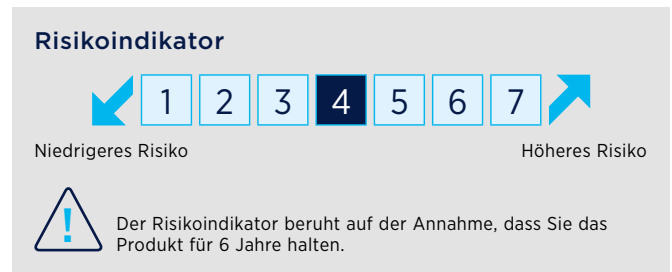 Risikoindikator
1 2 3 4 5 6 7
Niedrigeres Risiko Höheres Risiko
! Der Risikoindikator beruht auf der Annahme, dass Sie das
Produkt für 6 Jahre halten.